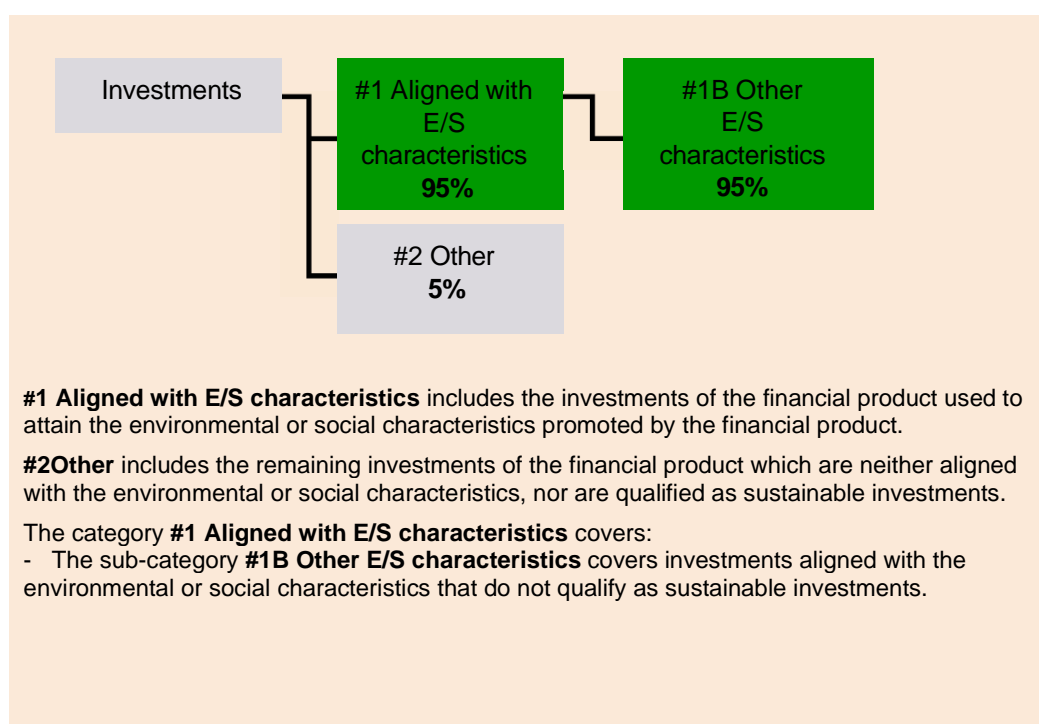 Investments
#1 Aligned with
E/S
characteristics
95%
#1B Other
E/S
characteristics
95%
#2 Other
5%
#1 Aligned with E/S characteristics includes the investments of the financial product used to
attain the environmental or social characteristics promoted by the financial product.
#2Other includes the remaining investments of the financial product which are neither aligned
with the environmental or social characteristics, nor are qualified as sustainable investments.
The category #1 Aligned with E/S characteristics covers:
- The sub-category #1B Other E/S characteristics covers investments aligned with the
environmental or social characteristics that do not qualify as sustainable investments.